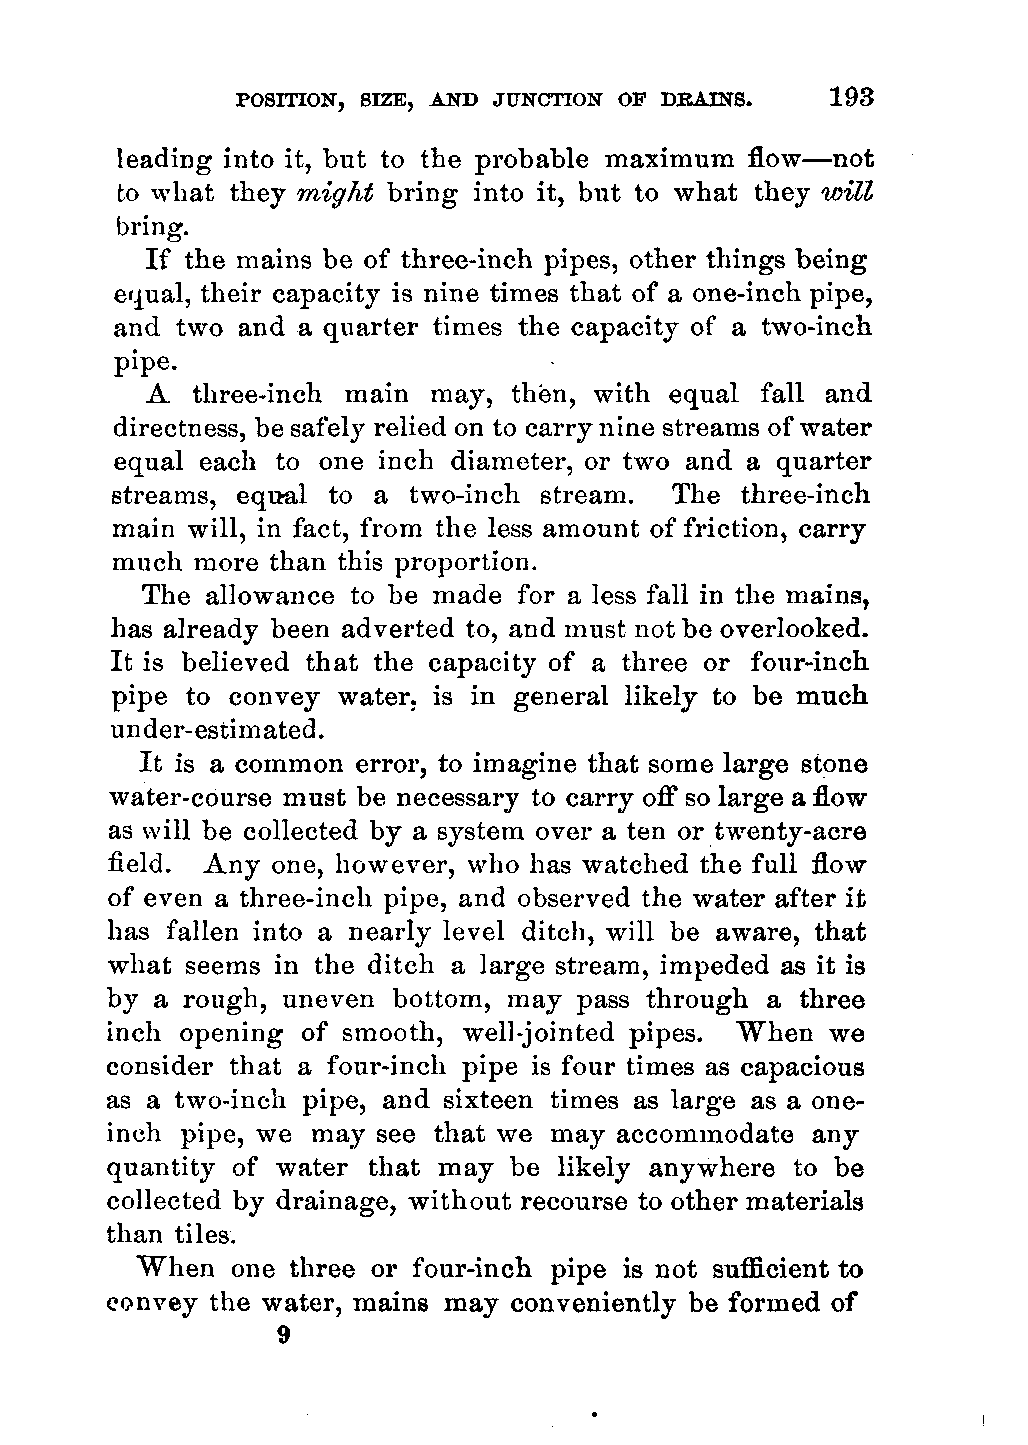 POSITION, SIZE, AND JUNCTION OF DRAINS. 193
leading into it, but to the probable maximum flow—not
to what they might bring into it, but to what they will
bring.
If the mains be of three-inch pipes, other things being
equal, their capacity is nine times that of a one-inch pipe,
and two and a quarter times the capacity of a two-inch
pipe.
A three-inch main may, then, with equal fall and
directness, be safely relied on to carry nine streams of water
equal each to one inch diameter, or two and a quarter
streams, equal to a two-inch stream. The three-inch
main will, in fact, from the less amount of friction, carry
much more than this proportion.
The allowance to be made for a less fall in the mains,
has already been adverted to, and must not be overlooked.
It is believed that the capacity of a three or four-inch
pipe to convey water, is in general likely to be much
under-estimated.
It is a common error, to imagine that some large stone
water-course must be necessary to carry off so large a flow
as will be collected by a system over a ten or twenty-acre
field. Any one, however, who has watched the full flow
of even a three-inch pipe, and observed the water after it
has fallen into a nearly level ditch, will be aware, that
what seems in the ditch a large stream, impeded as it is
by a rough, uneven bottom, may pass through a three
inch opening of smooth, well-jointed pipes. When we
consider that a four-inch pipe is four times as capacious
as a two-inch pipe, and sixteen times as large as a one-
inch pipe, we may see that we may accommodate any
quantity of water that may be likely anywhere to be
collected by drainage, without recourse to other materials
than tiles.
When one three or four-inch pipe is not sufficient to
convey the water, mains may conveniently be formed of
9